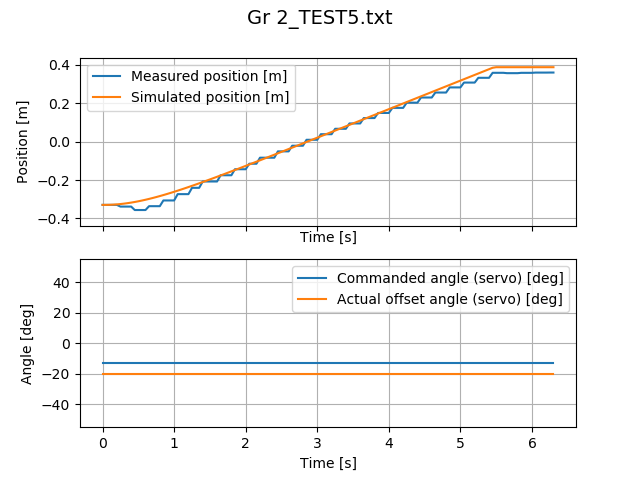 Gr 2_TEST5.txt
Position [m]
0.4
0.2
0.0
−0.2
−0.4
Measured position [m]
Simulated position [m]
Time [s]
Angle [deg]
40
20
0
−20
−40
Commanded angle (servo) [deg]
Actual offset angle (servo) [deg]
0 1 2 3 4 5 6
Time [s]